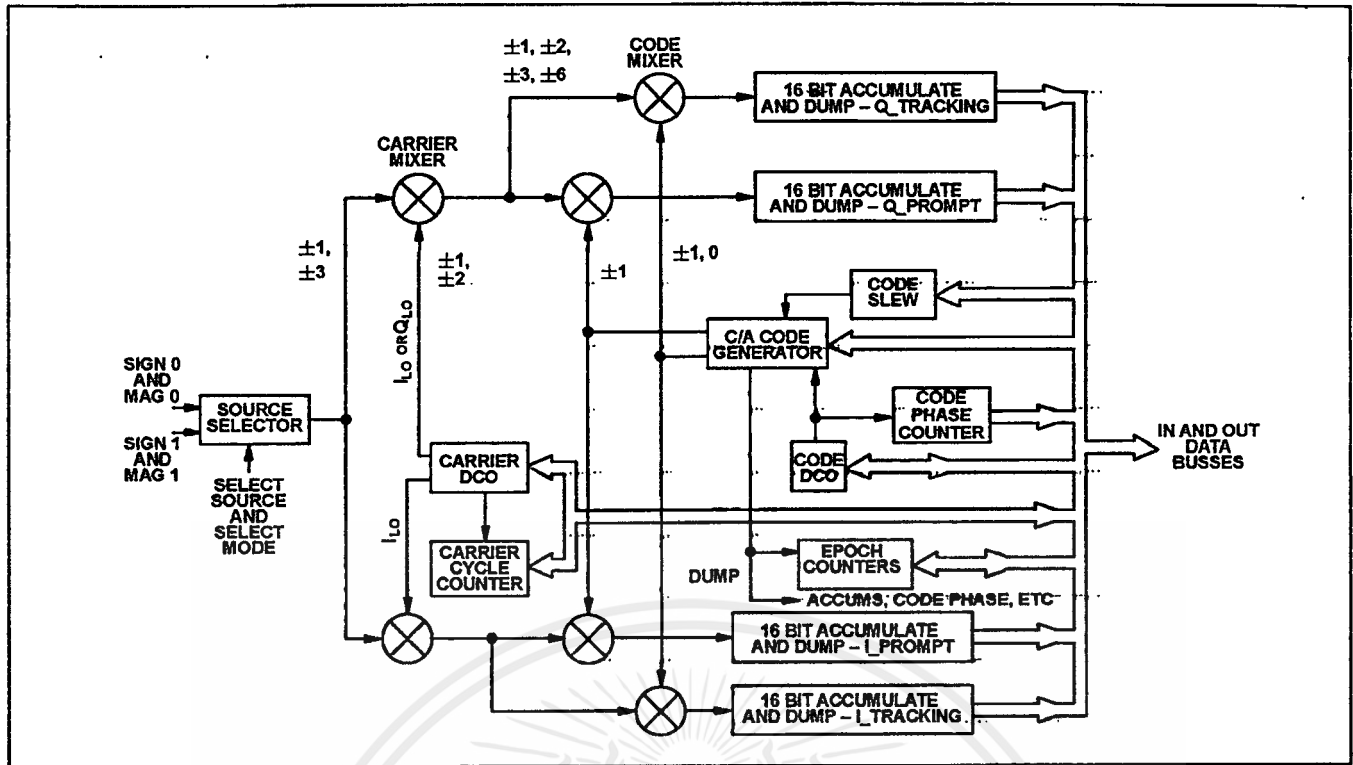 ±1, ±2,
±3, ±6
CODE
MIXER
16 BIT ACCUMULATE
AND DUMP – Q_TRACKING
CARRIER
MIXER
16 BIT ACCUMULATE
AND DUMP – Q_PROMPT
±1,
±3
±1,
±2
±1
±1, 0
CODE
SLEW
I_LO OR Q_LO
C/A CODE
GENERATOR
SIGN 0
AND
MAG 0
SOURCE
SELECTOR
SIGN 1
AND
MAG 1
CODE
PHASE
COUNTER
IN AND OUT
DATA
BUSSES
CARRIER
DCO
CODE
DCO
SELECT
SOURCE
AND
SELECT
MODE
I_LO
CARRIER
CYCLE
COUNTER
DUMP
EPOCH
COUNTERS
ACCUMS, CODE PHASE, ETC
16 BIT ACCUMULATE
AND DUMP – I_PROMPT
16 BIT ACCUMULATE
AND DUMP – I_TRACKING